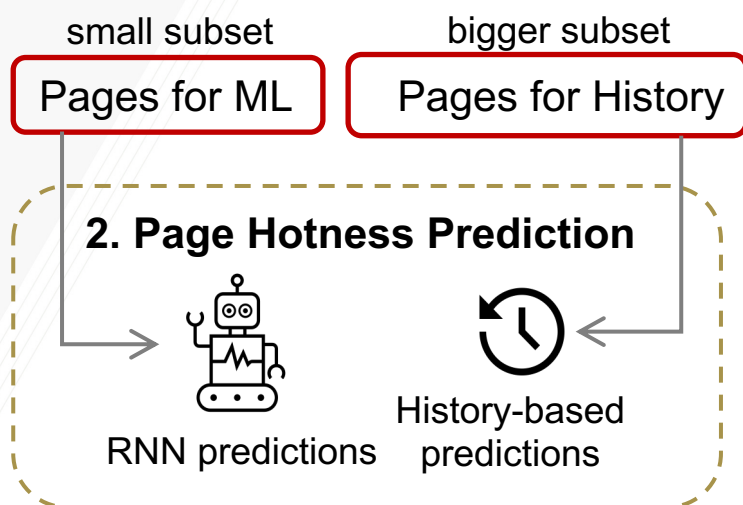 small subset
bigger subset
Pages for ML
Pages for History
2. Page Hotness Prediction
RNN predictions
History-based
predictions